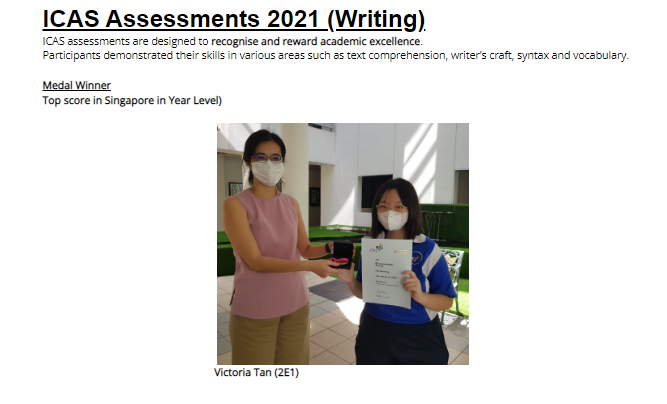 ICAS Assessments 2021 (Writing)
ICAS assessments are designed to recognise and reward academic excellence.
Participants demonstrated their skills in various areas such as text comprehension, writer's craft, syntax and vocabulary.
Medal Winner
Top score in Singapore in Year Level)
Victoria Tan (2E1)